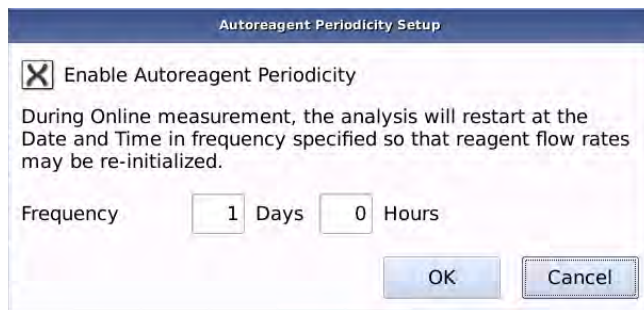 Autoreagent Periodicity Setup
Enable Autoreagent Periodicity
During Online measurement, the analysis will restart at the
Date and Time in frequency specified so that reagent flow rates
may be re-initialized.
Frequency 1 Days 0 Hours
OK Cancel